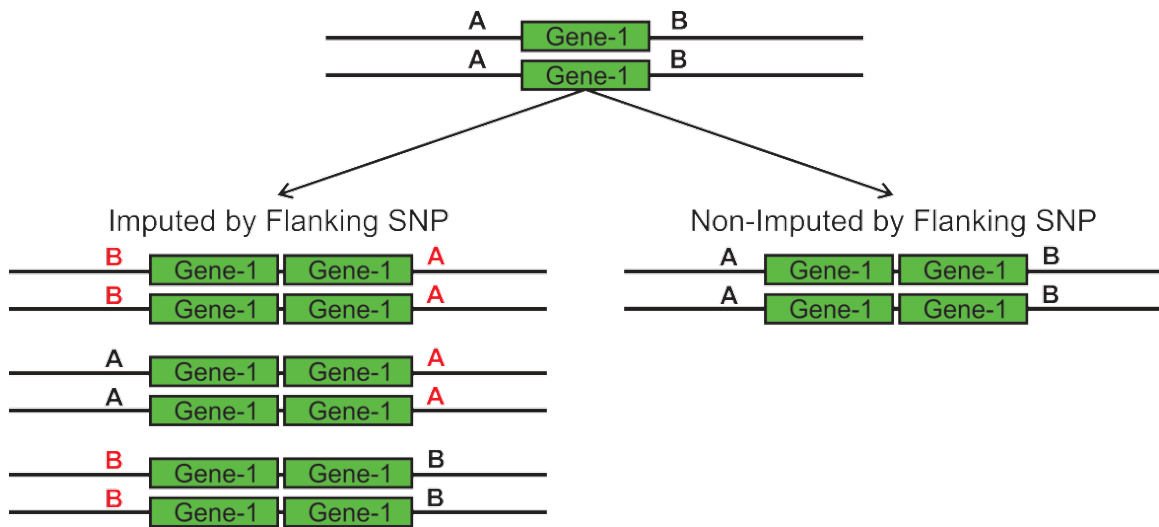 A Gene-1 B
A Gene-1 B
Imputed by Flanking SNP
B Gene-1 Gene-1 A
B Gene-1 Gene-1 A
A Gene-1 Gene-1 A
A Gene-1 Gene-1 A
B Gene-1 Gene-1 B
B Gene-1 Gene-1 B
Non-Imputed by Flanking SNP
A Gene-1 Gene-1 B
A Gene-1 Gene-1 B